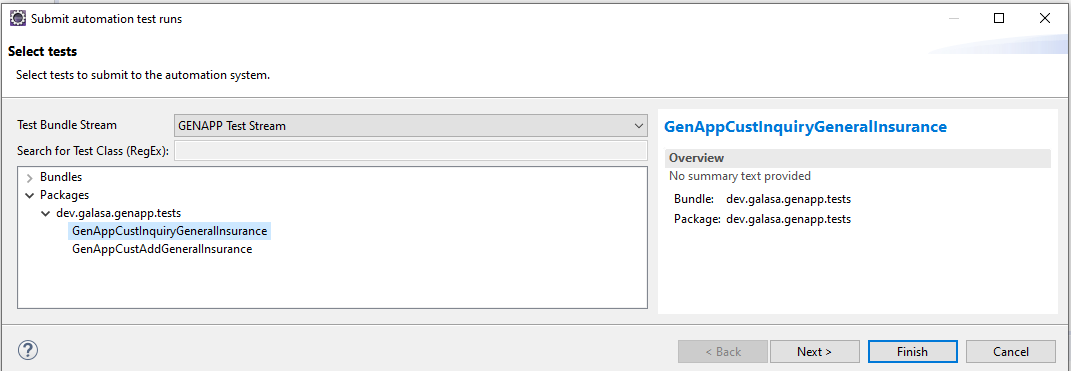 Submit automation test runs
Select tests
Select tests to submit to the automation system.
Test Bundle Stream
GENAPP Test Stream
Search for Test Class (RegEx):
Bundles
Packages
dev.galasa.genapp.tests
GenAppCustInquiryGeneralInsurance
GenAppCustAddGeneralInsurance
GenAppCustInquiryGeneralInsurance
Overview
No summary text provided
Bundle: dev.galasa.genapp.tests
Package: dev.galasa.genapp.tests
? < Back Next > Finish Cancel